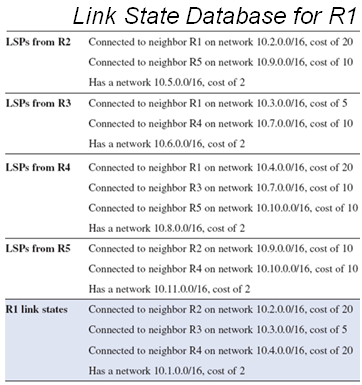 Link State Database for R1
LSPs from R2 Connected to neighbor R1 on network 10.2.0.0/16, cost of 20
Connected to neighbor R5 on network 10.9.0.0/16, cost of 10
Has a network 10.5.0.0/16, cost of 2
LSPs from R3 Connected to neighbor R1 on network 10.3.0.0/16, cost of 5
Connected to neighbor R4 on network 10.7.0.0/16, cost of 10
Has a network 10.6.0.0/16, cost of 2
LSPs from R4 Connected to neighbor R1 on network 10.4.0.0/16, cost of 20
Connected to neighbor R3 on network 10.7.0.0/16, cost of 10
Connected to neighbor R5 on network 10.10.0.0/16, cost of 10
Has a network 10.8.0.0/16, cost of 2
LSPs from R5 Connected to neighbor R2 on network 10.9.0.0/16, cost of 10
Connected to neighbor R4 on network 10.10.0.0/16, cost of 10
Has a network 10.11.0.0/16, cost of 2
R1 link states Connected to neighbor R2 on network 10.2.0.0/16, cost of 20
Connected to neighbor R3 on network 10.3.0.0/16, cost of 5
Connected to neighbor R4 on network 10.4.0.0/16, cost of 20
Has a network 10.1.0.0/16, cost of 2